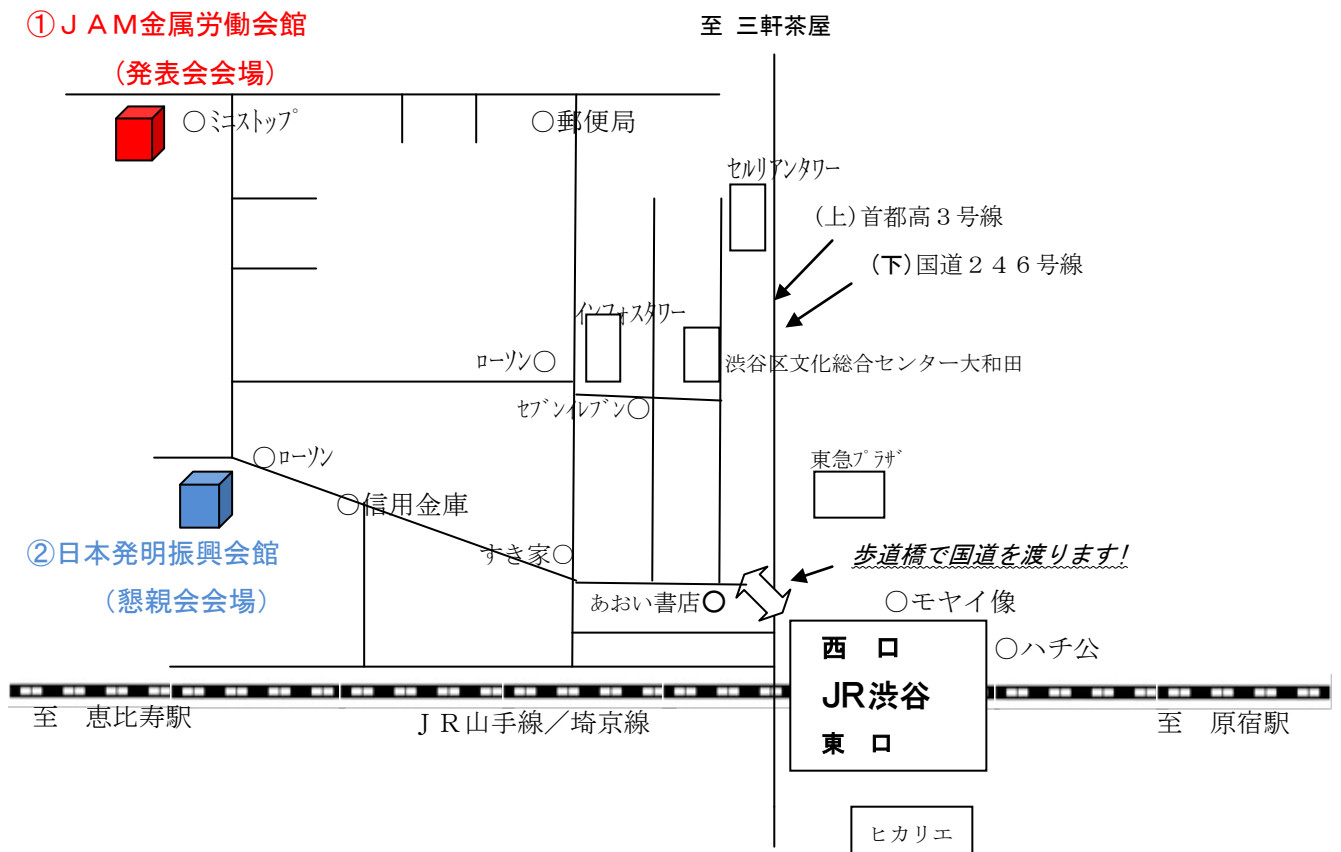 ①ＪＡＭ金属労働会館
（発表会会場）
至 三軒茶屋
○ﾐﾆｽﾄｯﾌﾟ
○郵便局
ｾﾙﾘｱﾝﾀﾜｰ
（上）首都高３号線
（下）国道２４６号線
ｲﾝﾌｫｽﾀﾜｰ
ﾛｰｿﾝ○
渋谷区文化総合センター大和田
ｾﾌﾞﾝｲﾚﾌﾞﾝ○
○ﾛｰｿﾝ
東急ﾌﾟﾗｻﾞ
○信用金庫
②日本発明振興会館
（懇親会会場）
すき家○
歩道橋で国道を渡ります!
あおい書店○
○モヤイ像
西　口
○ハチ公
JR渋谷
至　恵比寿駅
ＪＲ山手線／埼京線
至　原宿駅
東　口
ヒカリエ